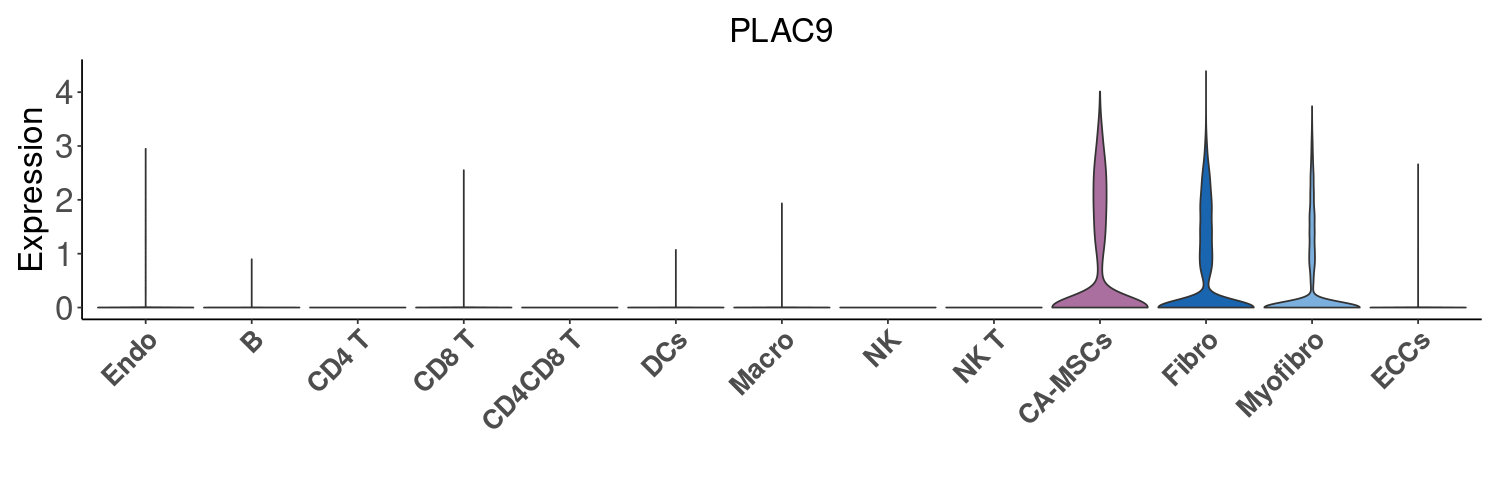 PLAC9
Expression
4
3
2
1
0
Endo
B
CD4 T
CD8 T
CD4CD8 T
DCs
Macro
NK
NK T
CA-MSCs
Fibro
Myofibro
ECCs